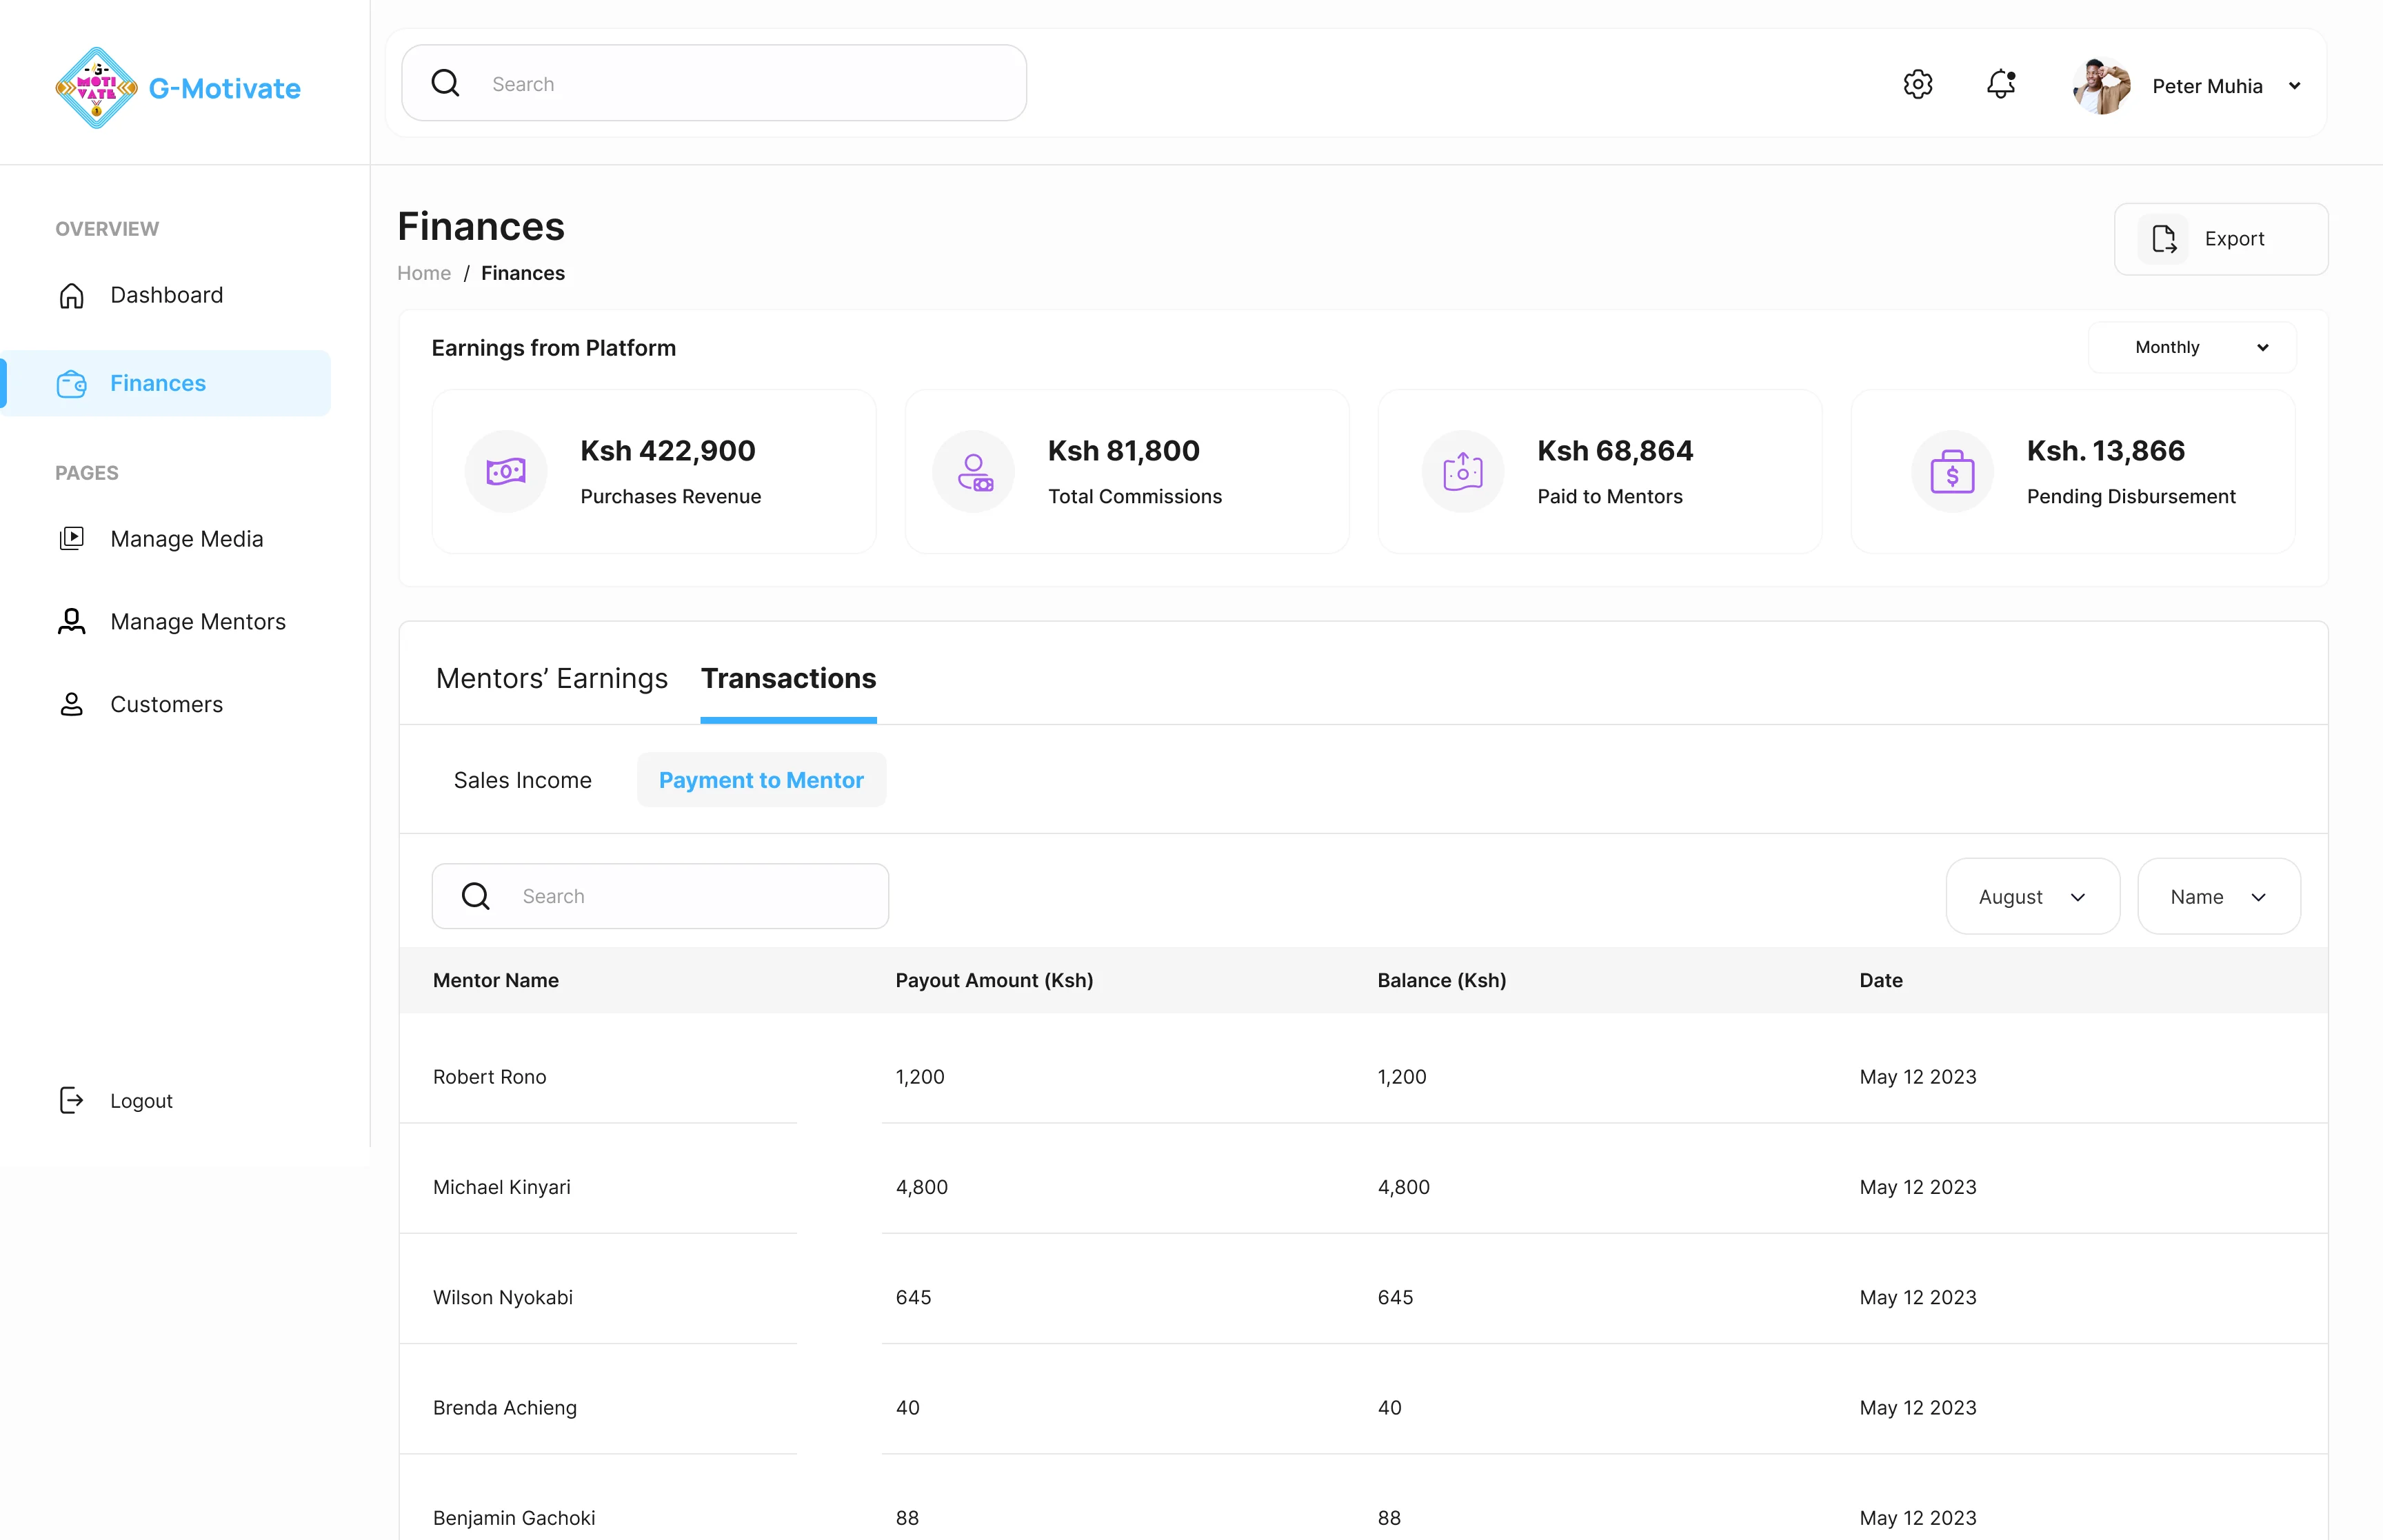 -G-
MOTI
VATE
G-Motivate
Search
Peter Muhia
OVERVIEW
Dashboard
Finances
PAGES
Manage Media
Manage Mentors
Customers
Logout
Finances
Home / Finances
Export
Earnings from Platform
Monthly
Ksh 422,900
Purchases Revenue
Ksh 81,800
Total Commissions
Ksh 68,864
Paid to Mentors
Ksh. 13,866
Pending Disbursement
Mentors’ Earnings Transactions
Sales Income Payment to Mentor
Search August Name
Mentor Name Payout Amount (Ksh) Balance (Ksh) Date
Robert Rono 1,200 1,200 May 12 2023
Michael Kinyari 4,800 4,800 May 12 2023
Wilson Nyokabi 645 645 May 12 2023
Brenda Achieng 40 40 May 12 2023
Benjamin Gachoki 88 88 May 12 2023